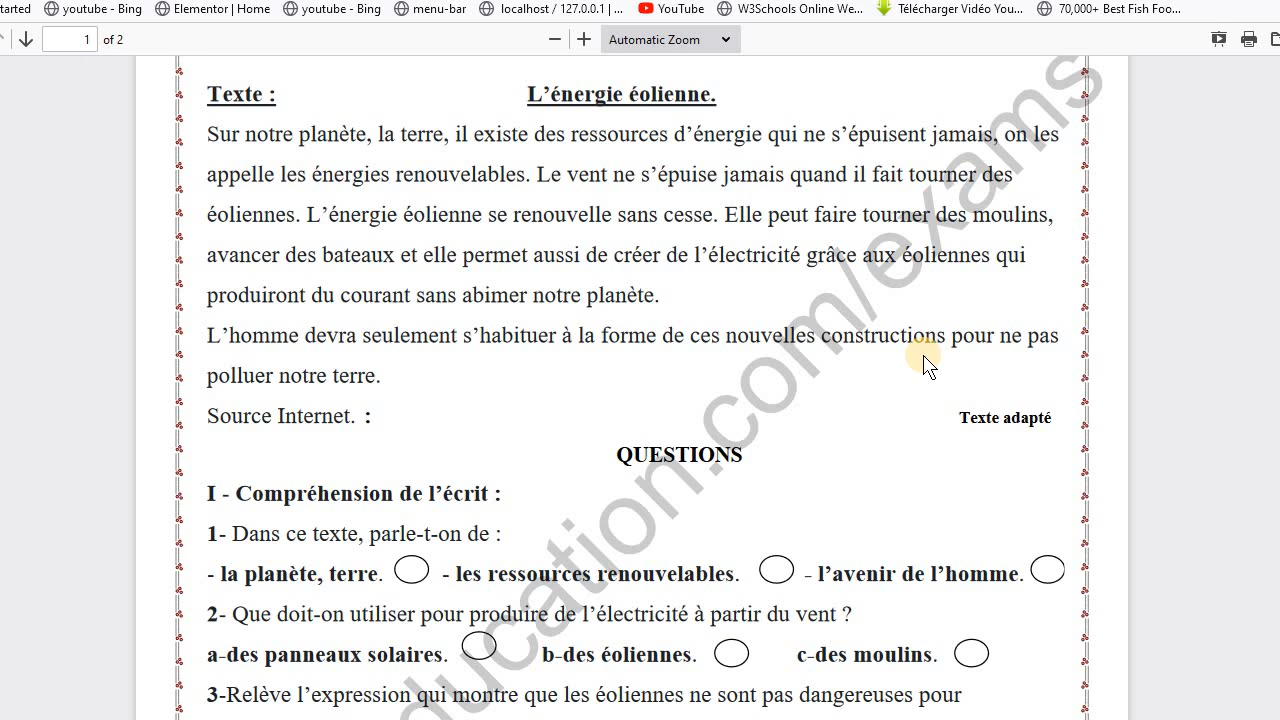 tarted youtube - Bing Elementor | Home youtube - Bing menu-bar localhost / 127.0.0.1 | ... YouTube W3Schools Online We... Télécharger Vidéo You... 70,000+ Best Fish Foo...
1 of 2 Automatic Zoom
Texte : L’énergie éolienne.
Sur notre planète, la terre, il existe des ressources d’énergie qui ne s’épuisent jamais, on les
appelle les énergies renouvelables. Le vent ne s’épuise jamais quand il fait tourner des
éoliennes. L’énergie éolienne se renouvelle sans cesse. Elle peut faire tourner des moulins,
avancer des bateaux et elle permet aussi de créer de l’électricité grâce aux éoliennes qui
produiront du courant sans abimer notre planète.
L’homme devra seulement s’habituer à la forme de ces nouvelles constructions pour ne pas
polluer notre terre.
Source Internet. : Texte adapté
QUESTIONS
I - Compréhension de l’écrit :
1- Dans ce texte, parle-t-on de :
- la planète, terre. - les ressources renouvelables. - l’avenir de l’homme.
2- Que doit-on utiliser pour produire de l’électricité à partir du vent ?
a-des panneaux solaires. b-des éoliennes. c-des moulins.
3-Relève l’expression qui montre que les éoliennes ne sont pas dangereuses pour
ducation.com/exams